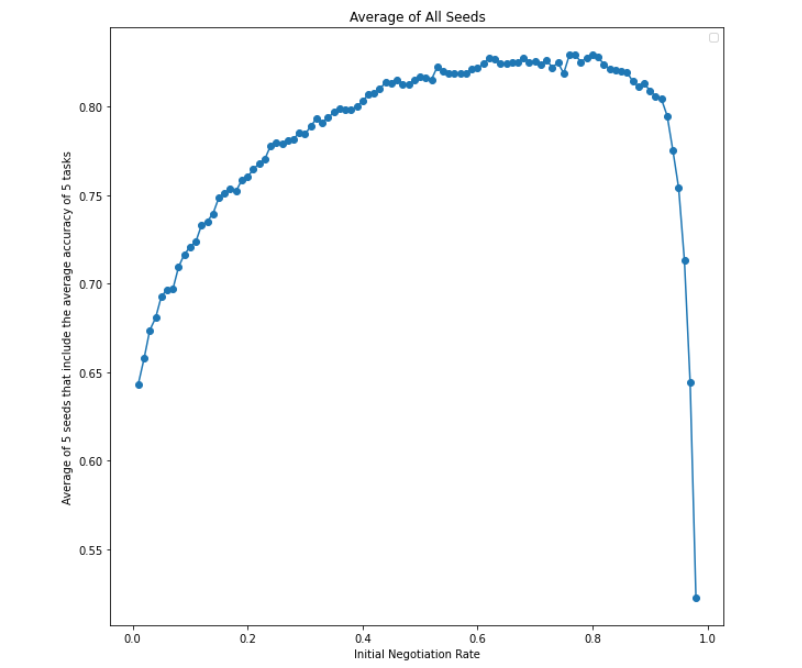 Average of All Seeds
Average of 5 seeds that include the average accuracy of 5 tasks
0.80
0.75
0.70
0.65
0.60
0.55
0.0 0.2 0.4 0.6 0.8 1.0
Initial Negotiation Rate